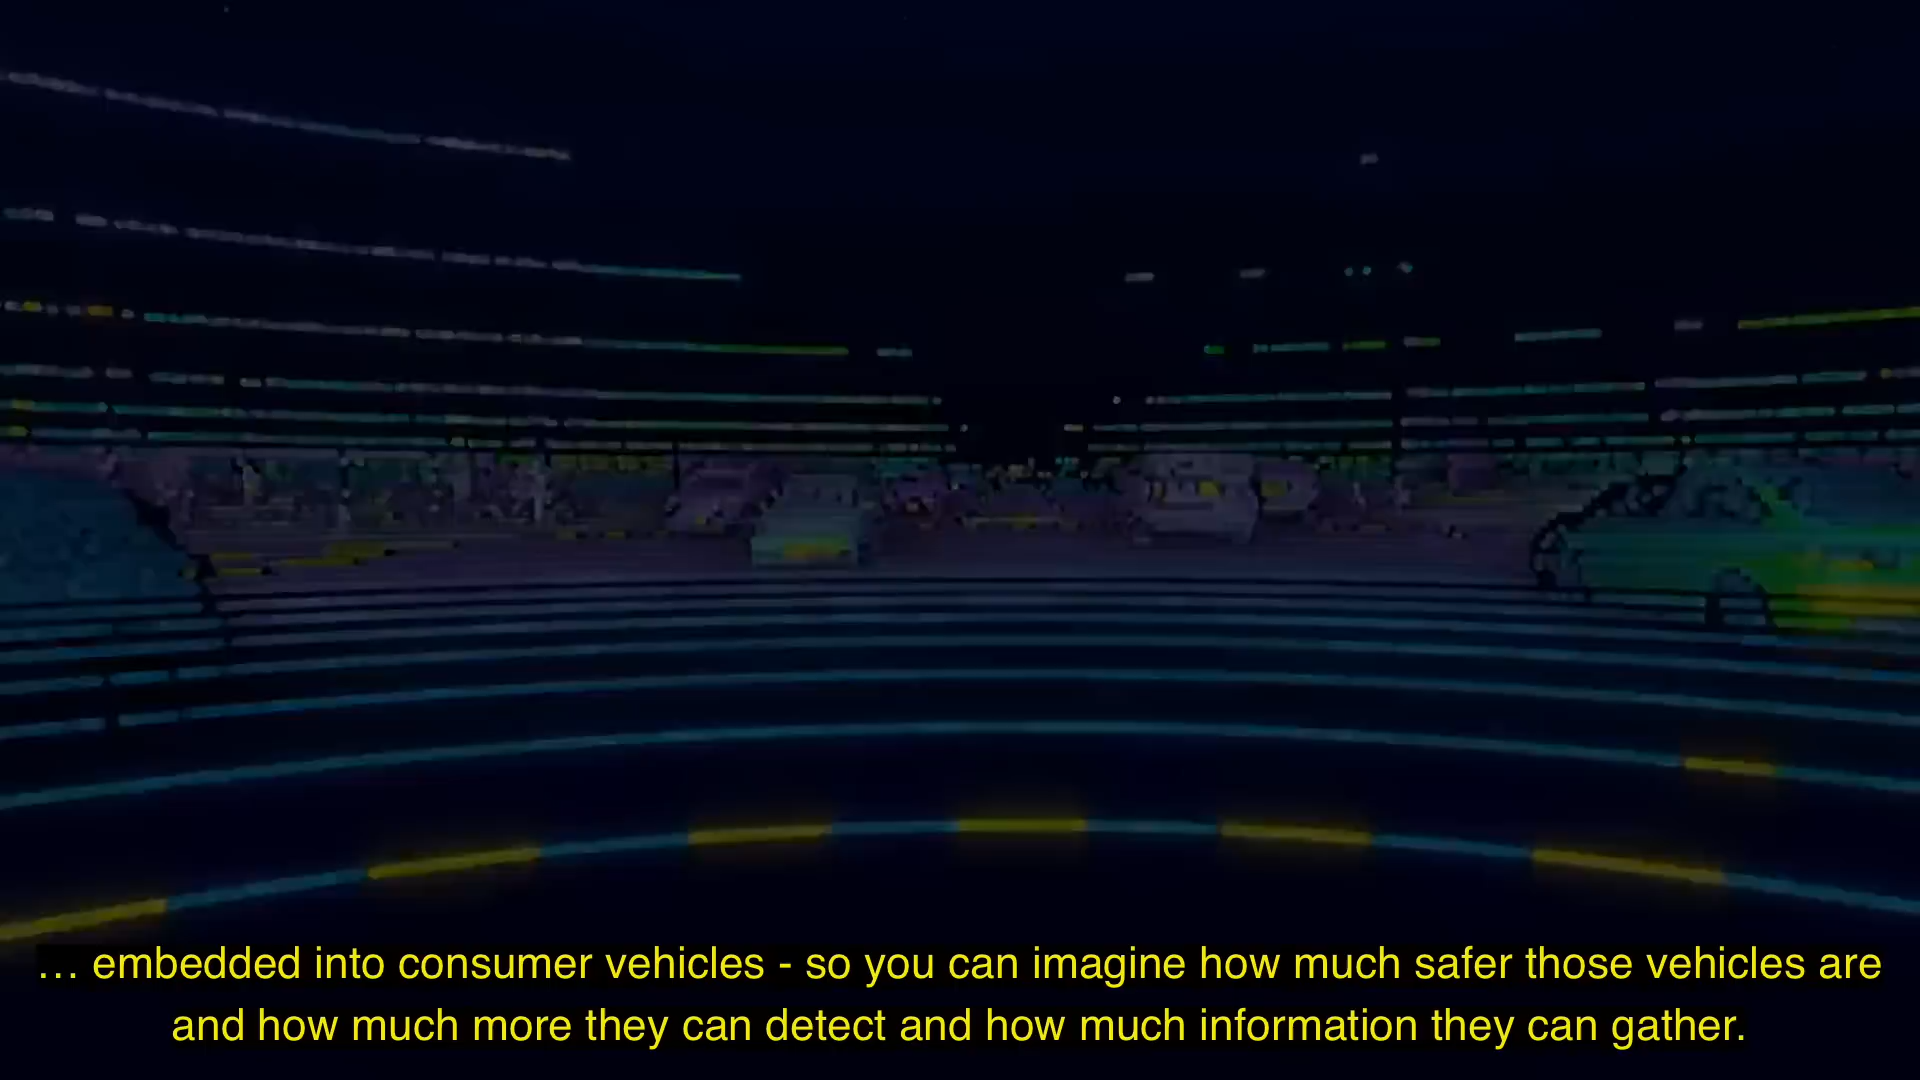 … embedded into consumer vehicles - so you can imagine how much safer those vehicles are
and how much more they can detect and how much information they can gather.